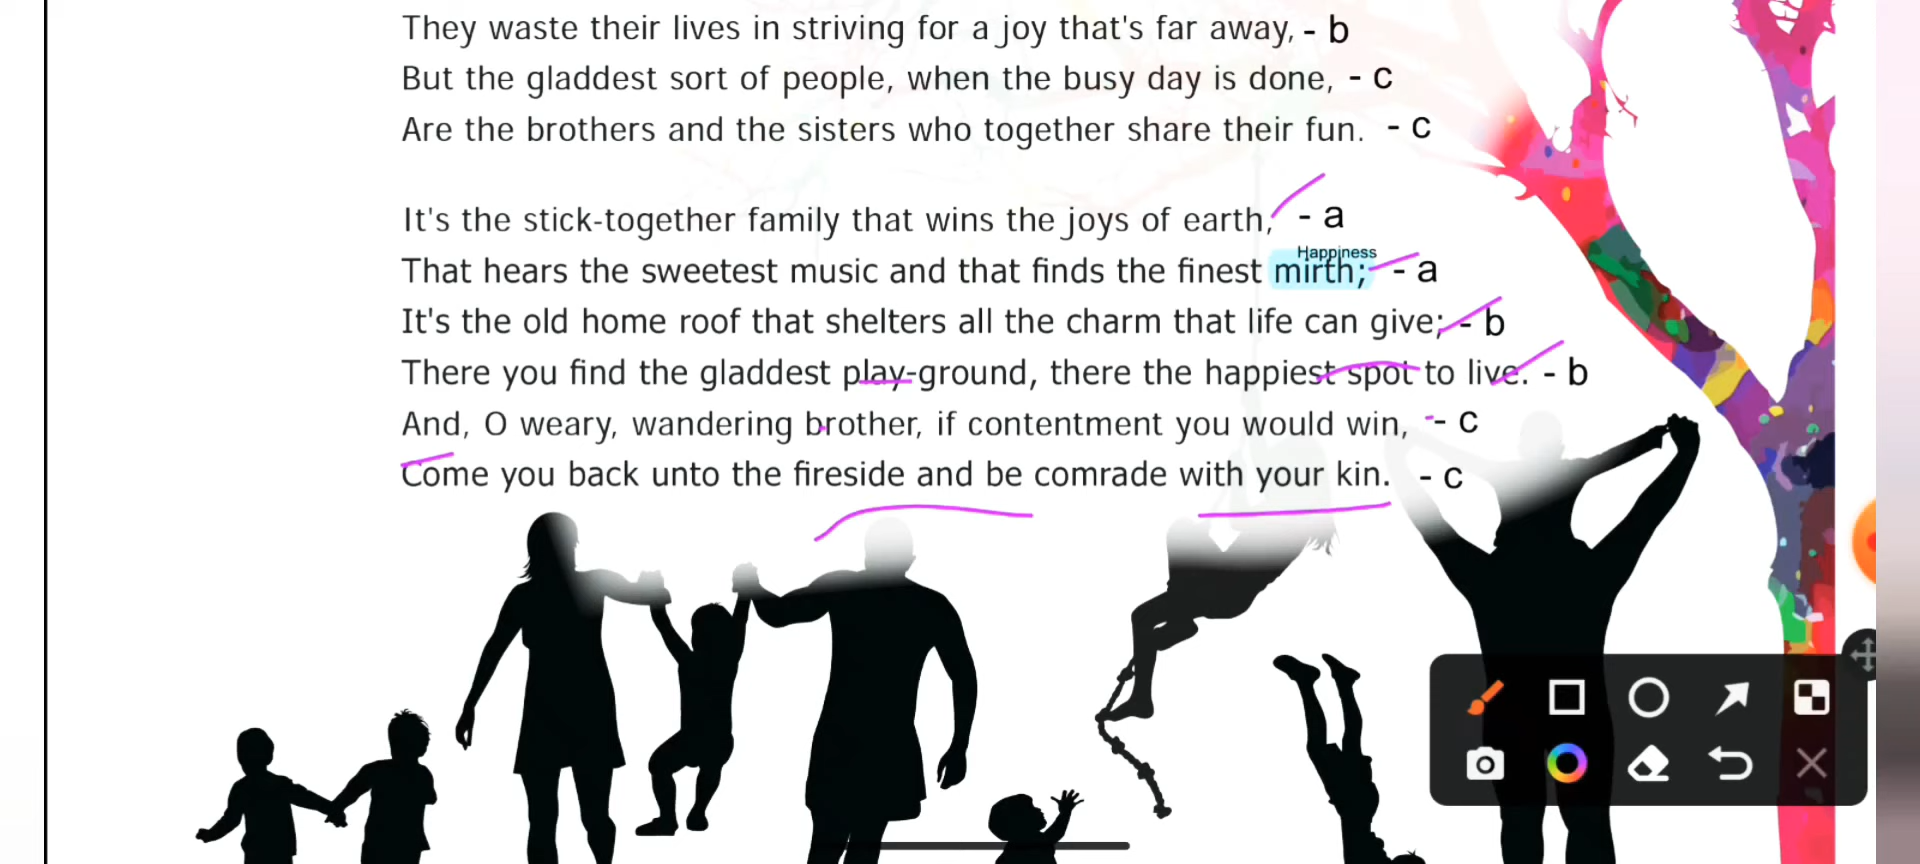 They waste their lives in striving for a joy that's far away, - b
But the gladdest sort of people, when the busy day is done, - c
Are the brothers and the sisters who together share their fun. - c
It's the stick-together family that wins the joys of earth, - a
Happiness
That hears the sweetest music and that finds the finest mirth; - a
It's the old home roof that shelters all the charm that life can give; - b
There you find the gladdest play-ground, there the happiest spot to live. - b
And, O weary, wandering brother, if contentment you would win, - c
Come you back unto the fireside and be comrade with your kin. - c